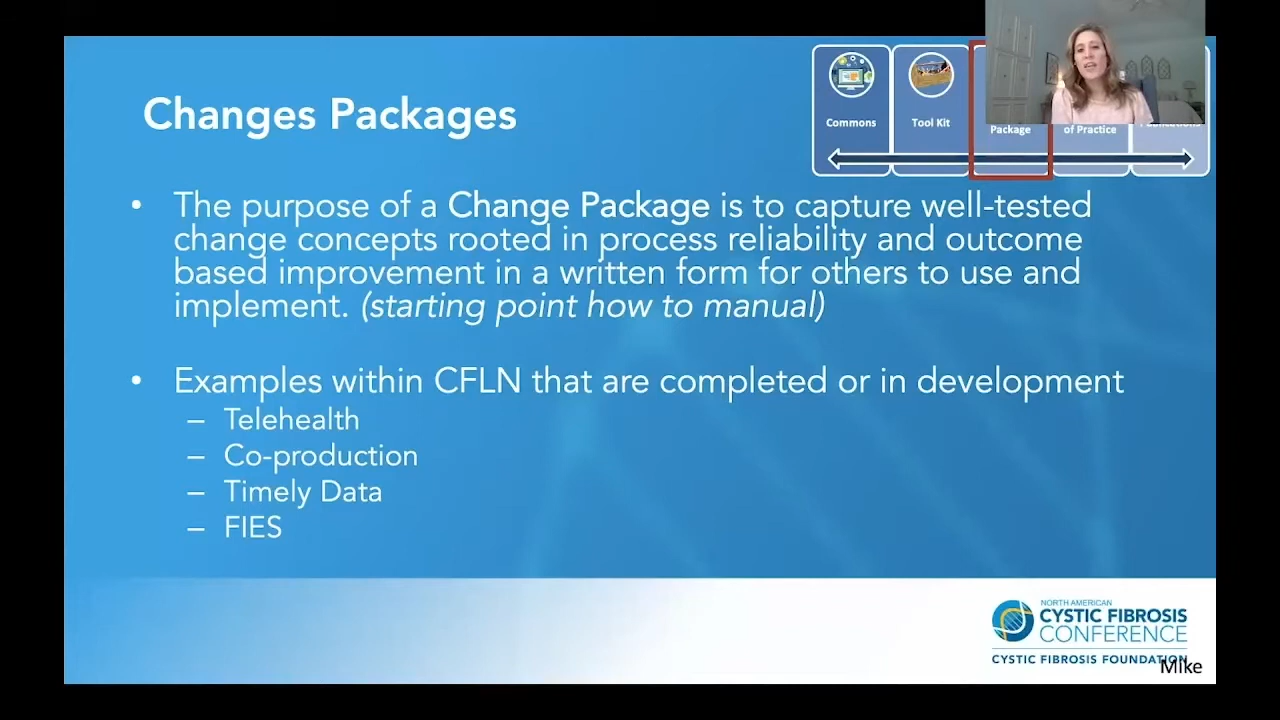 Changes Packages
Commons
Tool Kit
Package
of Practice
• The purpose of a Change Package is to capture well-tested
change concepts rooted in process reliability and outcome
based improvement in a written form for others to use and
implement. (starting point how to manual)
• Examples within CFLN that are completed or in development
– Telehealth
– Co-production
– Timely Data
– FIES
NORTH AMERICAN
CYSTIC FIBROSIS
CONFERENCE
CYSTIC FIBROSIS FOUNDATION
Mike